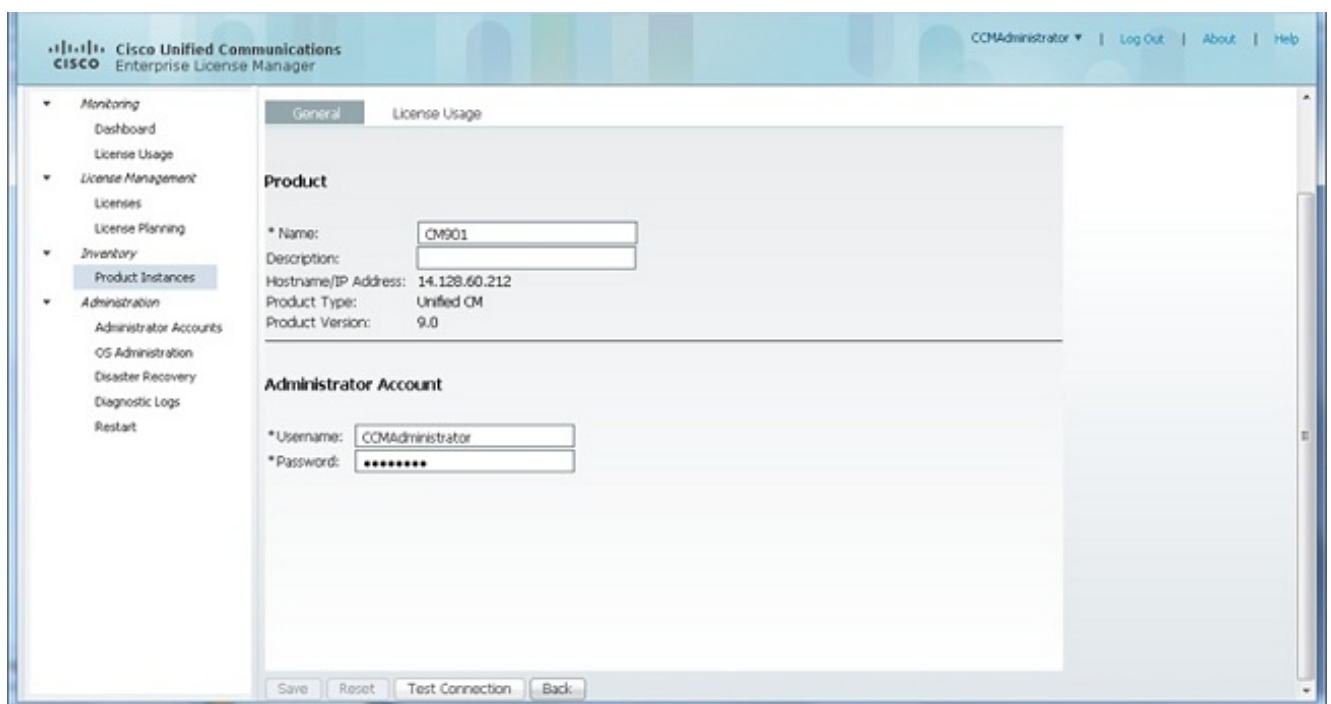 Cisco Unified Communications
CISCO Enterprise License Manager
CCMAdministrator | Log Out | About | Help
Monitoring
Dashboard
License Usage
License Management
Licenses
License Planning
Inventory
Product Instances
Administration
Administrator Accounts
OS Administration
Disaster Recovery
Diagnostic Logs
Restart
General License Usage
Product
* Name: CM901
Description:
Hostname/IP Address: 14.128.60.212
Product Type: Unified CM
Product Version: 9.0
Administrator Account
*Username: CCMAdministrator
*Password: ••••••••
Save Reset Test Connection Back